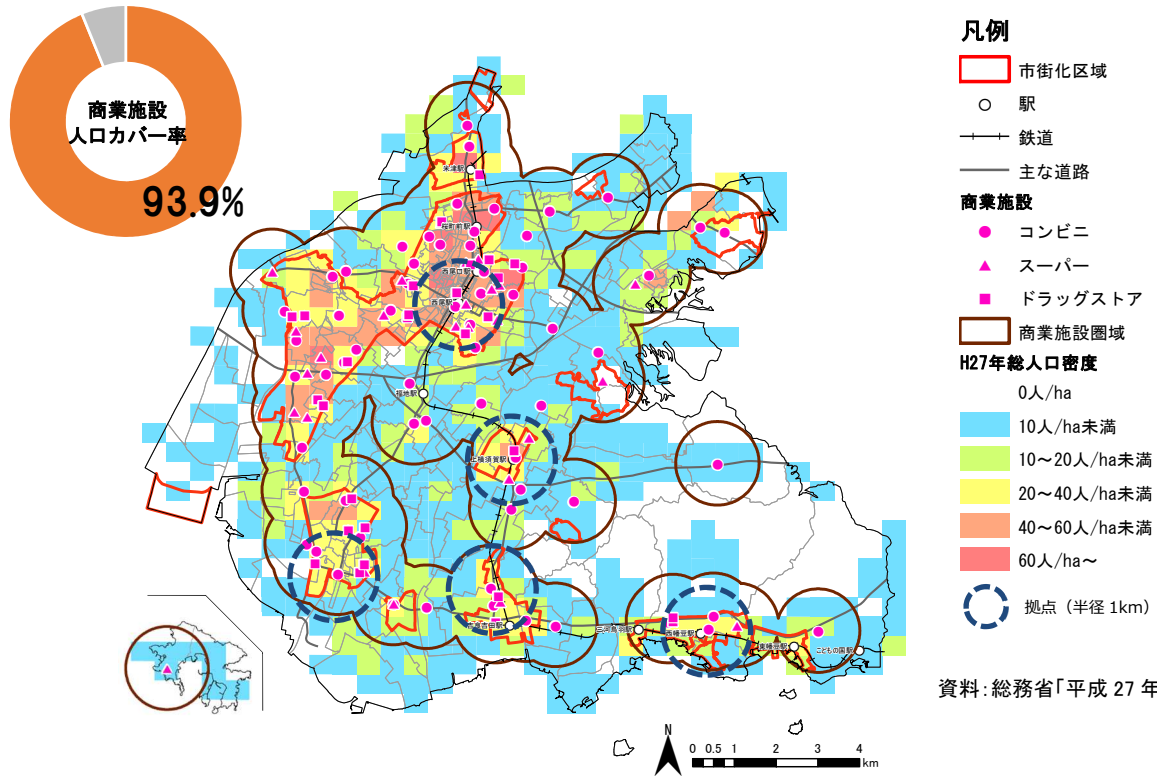 商業施設
人口カバー率
93.9%
米津駅
桜町前駅
西尾口駅
西尾駅
福地駅
上横須賀駅
吉良吉田駅
三河鳥羽駅
西幡豆駅
東幡豆駅
こどもの国駅
凡例
市街化区域
駅
鉄道
主な道路
商業施設
コンビニ
スーパー
ドラッグストア
商業施設圏域
H27年総人口密度
0人/ha
10人/ha未満
10～20人/ha未満
20～40人/ha未満
40～60人/ha未満
60人/ha～
拠点（半径 1km）
資料：総務省「平成 27 年
N
0 0.5 1 2 3 4
km